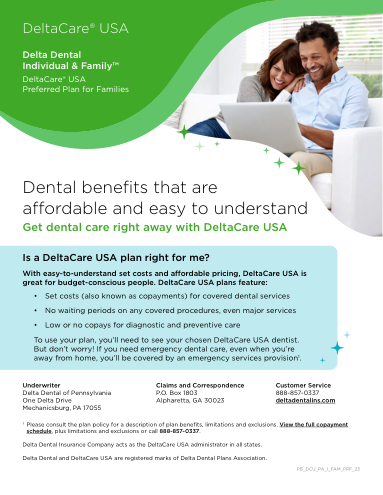 DeltaCare® USA
Delta Dental
Individual & Family™
DeltaCare® USA
Preferred Plan for Families
Dental benefits that are
affordable and easy to understand
Get dental care right away with DeltaCare USA
Is a DeltaCare USA plan right for me?
With easy-to-understand set costs and affordable pricing, DeltaCare USA is
great for budget-conscious people. DeltaCare USA plans feature:
• Set costs (also known as copayments) for covered dental services
• No waiting periods on any covered procedures, even major services
• Low or no copays for diagnostic and preventive care
To use your plan, you'll need to see your chosen DeltaCare USA dentist.
But don't worry! If you need emergency dental care, even when you're
away from home, you'll be covered by an emergency services provision¹.
Underwriter
Delta Dental of Pennsylvania
One Delta Drive
Mechanicsburg, PA 17055
Claims and Correspondence
P.O. Box 1803
Alpharetta, GA 30023
Customer Service
888-857-0337
deltadentalins.com
¹ Please consult the plan policy for a description of plan benefits, limitations and exclusions. View the full copayment
schedule, plus limitations and exclusions or call 888-857-0337.
Delta Dental Insurance Company acts as the DeltaCare USA administrator in all states.
Delta Dental and DeltaCare USA are registered marks of Delta Dental Plans Association.